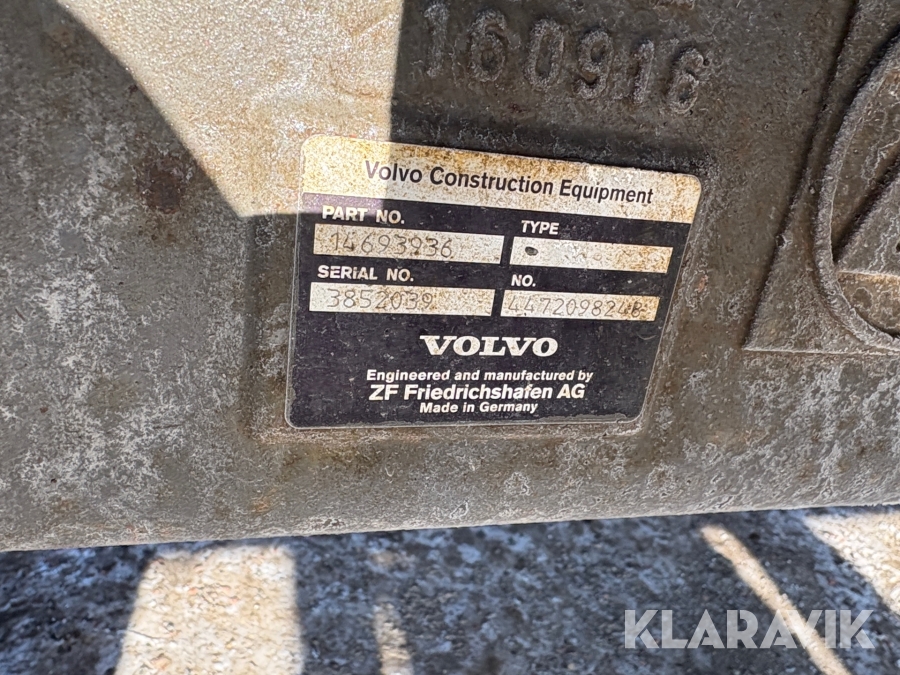 160916
Volvo Construction Equipment
PART NO.
TYPE
14693936
SERIAL NO.
NO.
3852039
4472098248
VOLVO
Engineered and manufactured by
ZF Friedrichshafen AG
Made in Germany
KLARAVIK